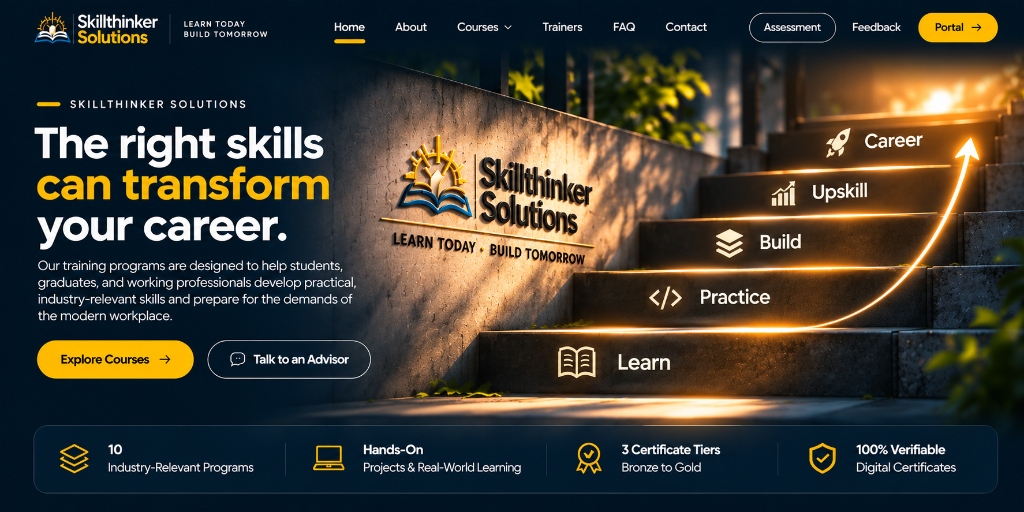 Skillthinker
Solutions
LEARN TODAY
BUILD TOMORROW
Home
About
Courses
Trainers
FAQ
Contact
Assessment
Feedback
Portal
SKILLTHINKER SOLUTIONS
The right skills
can transform
your career.
Our training programs are designed to help students,
graduates, and working professionals develop practical,
industry-relevant skills and prepare for the demands of
the modern workplace.
Explore Courses
Talk to an Advisor
Skillthinker
Solutions
LEARN TODAY · BUILD TOMORROW
Career
Upskill
Build
</> Practice
Learn
10
Industry-Relevant Programs
Hands-On
Projects & Real-World Learning
3 Certificate Tiers
Bronze to Gold
100% Verifiable
Digital Certificates